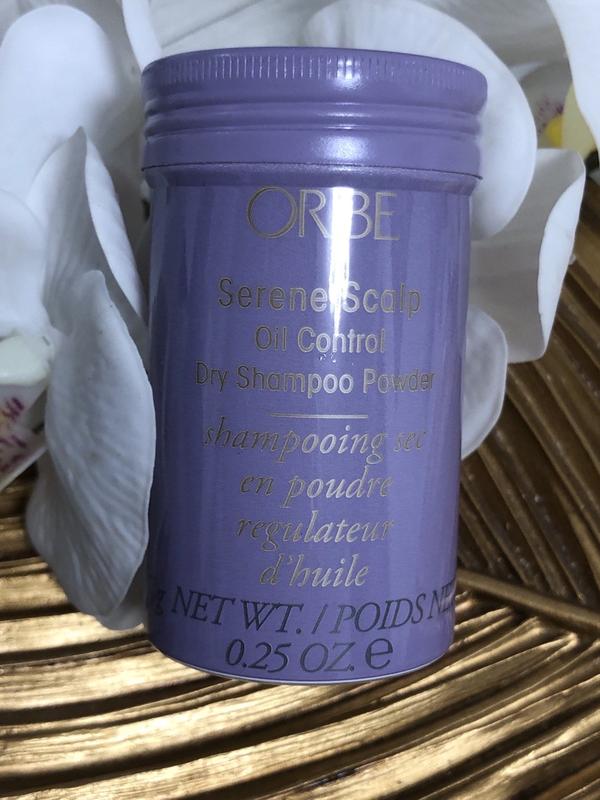 ORIBE
Serene Scalp
Oil Control
Dry Shampoo Powder
shampooing sec
en poudre
regulateur
d'huile
g NET WT. / POIDS
0.25 OZ. e